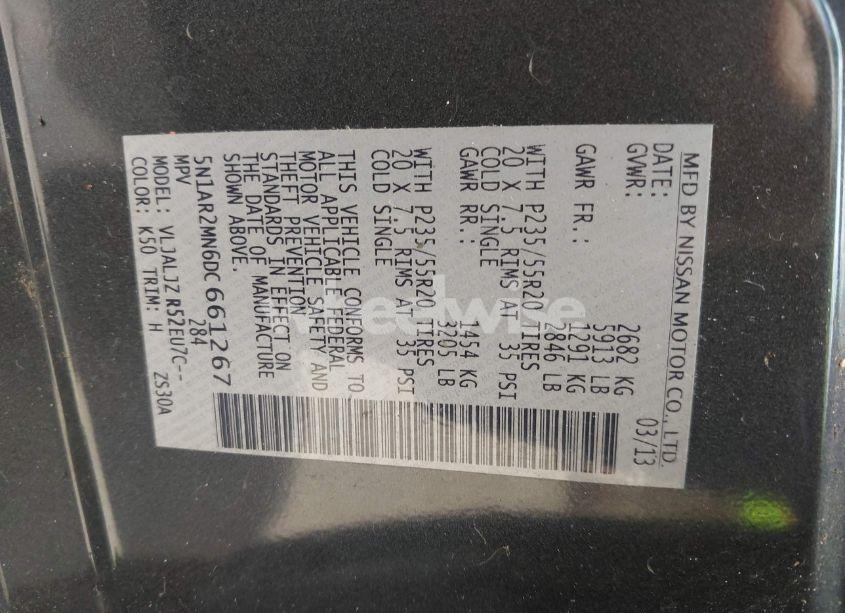 MFD BY NISSAN MOTOR CO., LTD.
DATE: 03/13
GVWR: 2682 KG
5913 LB
GAWR FR.: 1291 KG
2846 LB
WITH P235/55R20 TIRES
20 X 7.5 RIMS AT 35 PSI
COLD SINGLE
GAWR RR.: 1454 KG
3205 LB
WITH P235/55R20 TIRES
20 X 7.5 RIMS AT 35 PSI
COLD SINGLE
THIS VEHICLE CONFORMS TO
ALL APPLICABLE FEDERAL
MOTOR VEHICLE SAFETY AND
THEFT PREVENTION
STANDARDS IN EFFECT ON
THE DATE OF MANUFACTURE
SHOWN ABOVE.
5N1AR2MN6DC661267
MPV 284
MODEL: VLJALJZ R52EU7C--
COLOR: K50 TRIM: H ZS30A
wheelwise